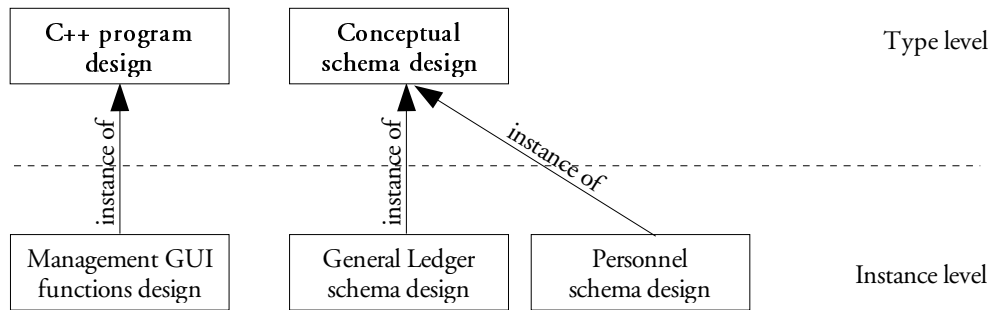 C++ program
design
Conceptual
schema design
Type level
instance of
instance of
instance of
Management GUI
functions design
General Ledger
schema design
Personnel
schema design
Instance level